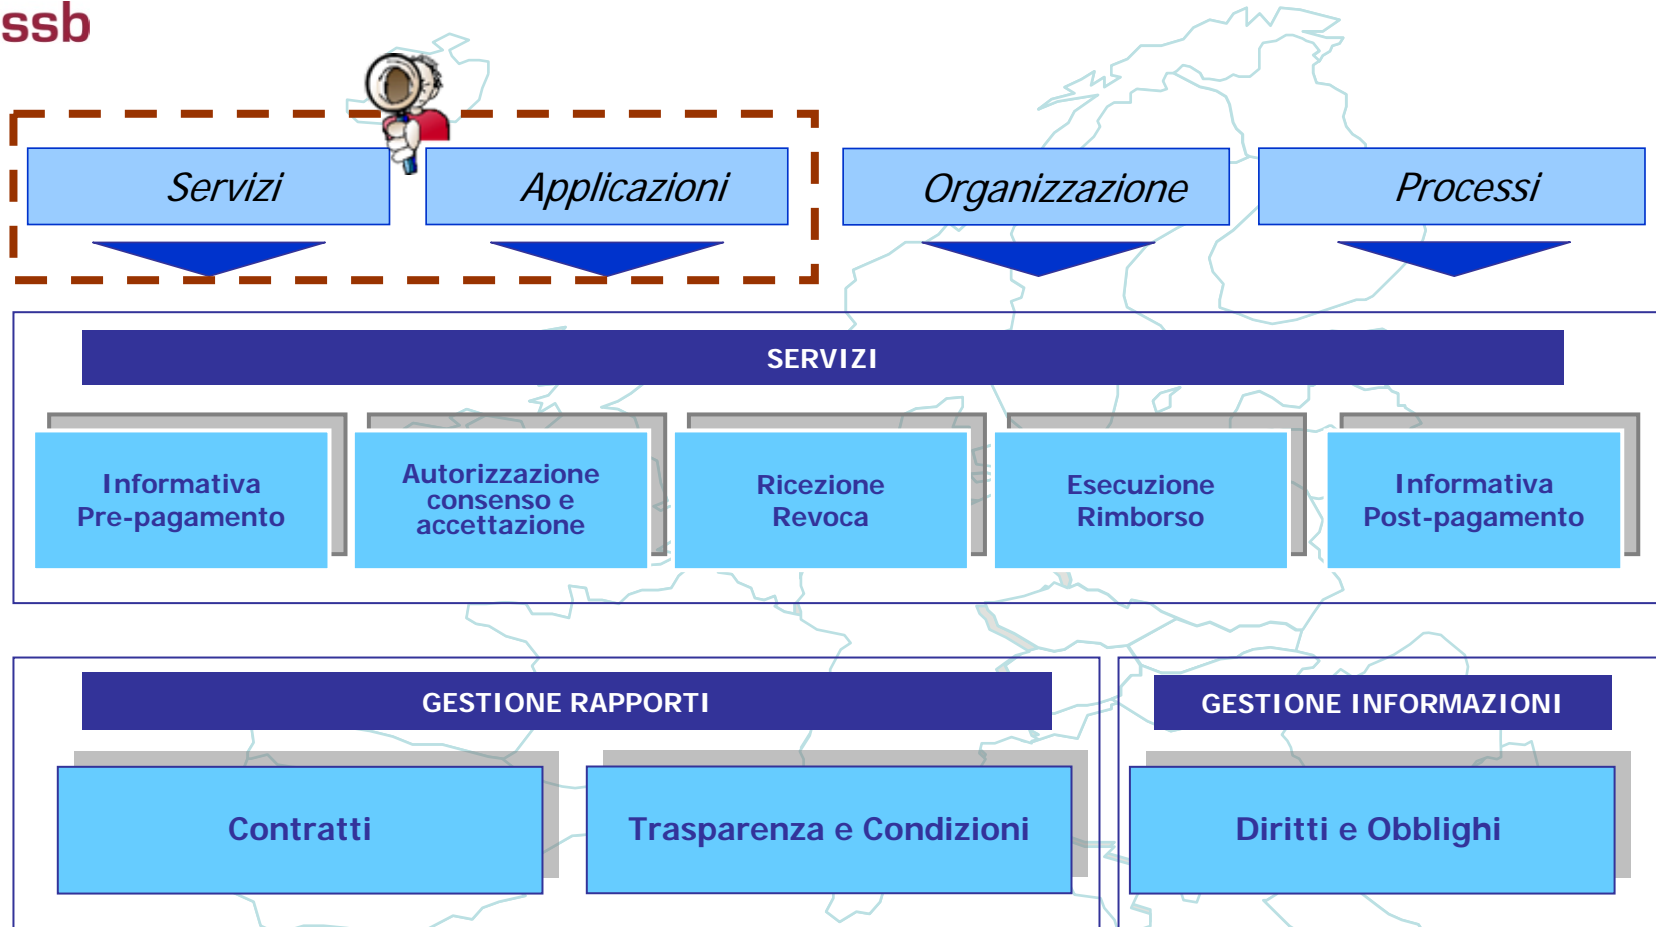 ssb
Servizi
Applicazioni
Organizzazione
Processi
SERVIZI
Informativa
Pre-pagamento
Autorizzazione
consenso e
accettazione
Ricezione
Revoca
Esecuzione
Rimborso
Informativa
Post-pagamento
GESTIONE RAPPORTI
GESTIONE INFORMAZIONI
Contratti
Trasparenza e Condizioni
Diritti e Obblighi